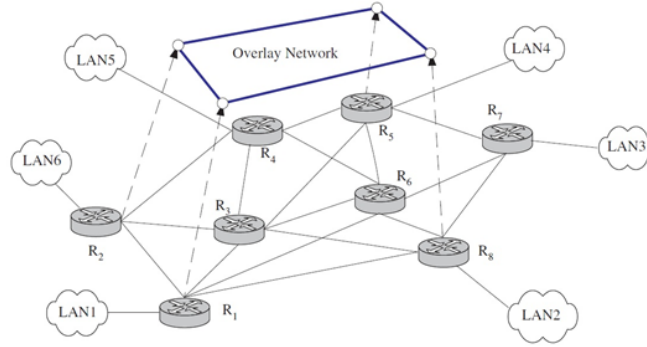 Overlay Network
LAN5
LAN4
R7
R5
R4
LAN3
LAN6
R6
R3
R2
R8
LAN1
R1
LAN2